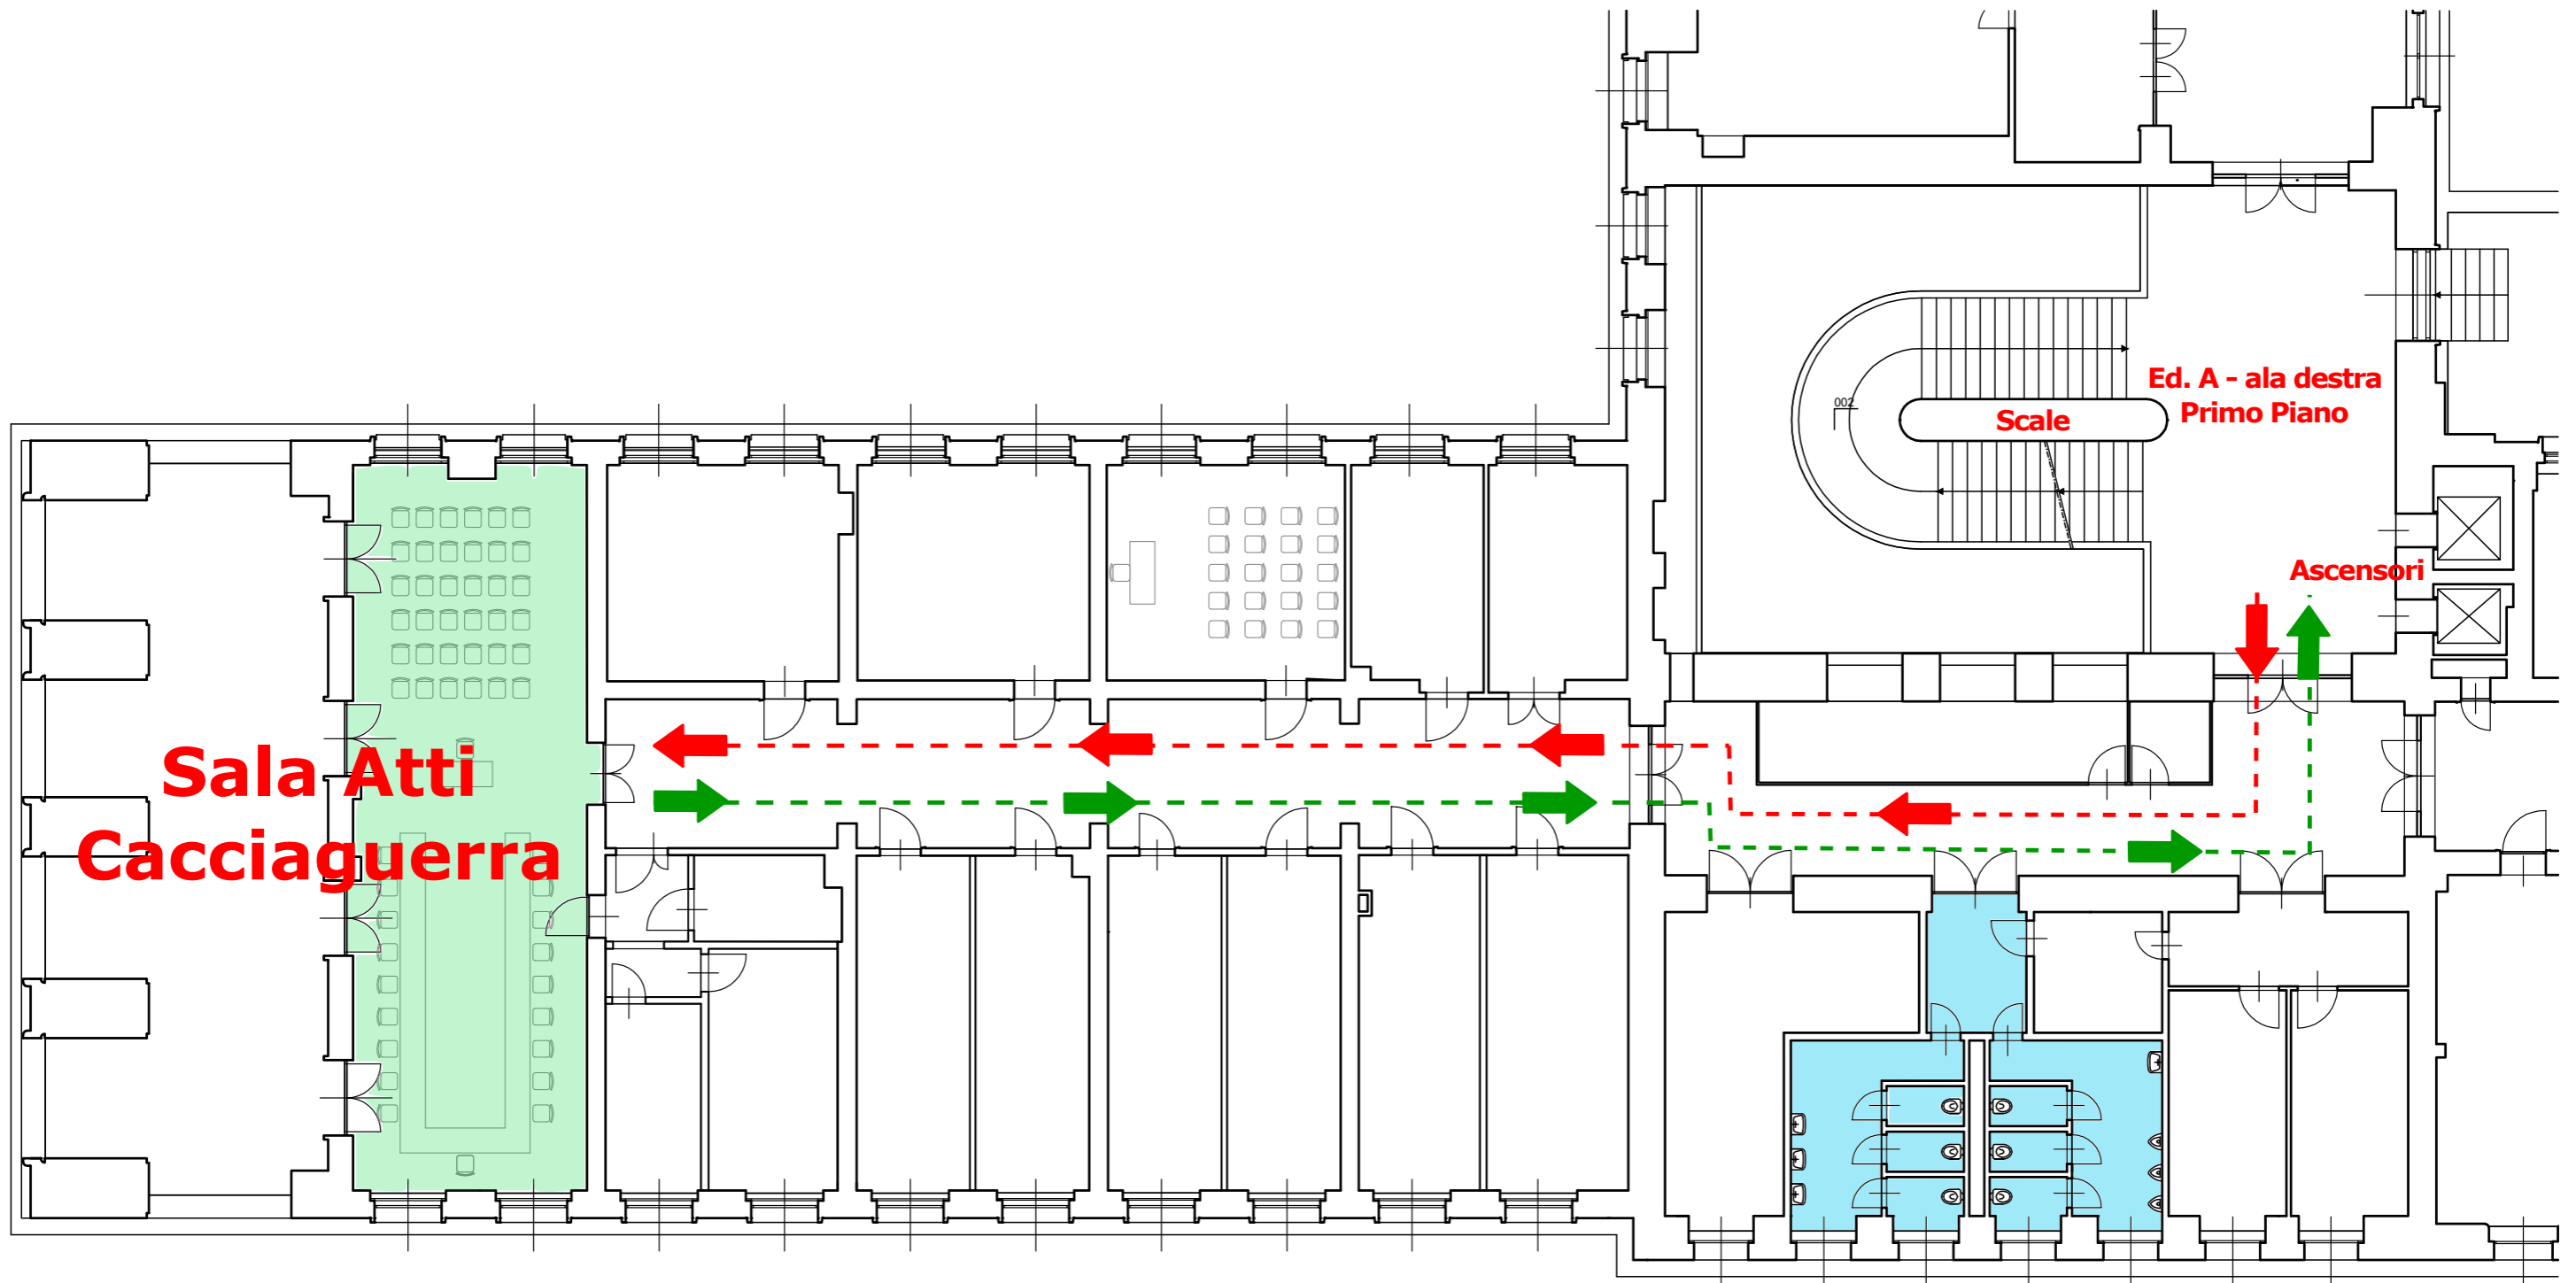 Ed. A - ala destra
Primo Piano
002
Scale
Ascensori
Sala Atti
Cacciaguerra